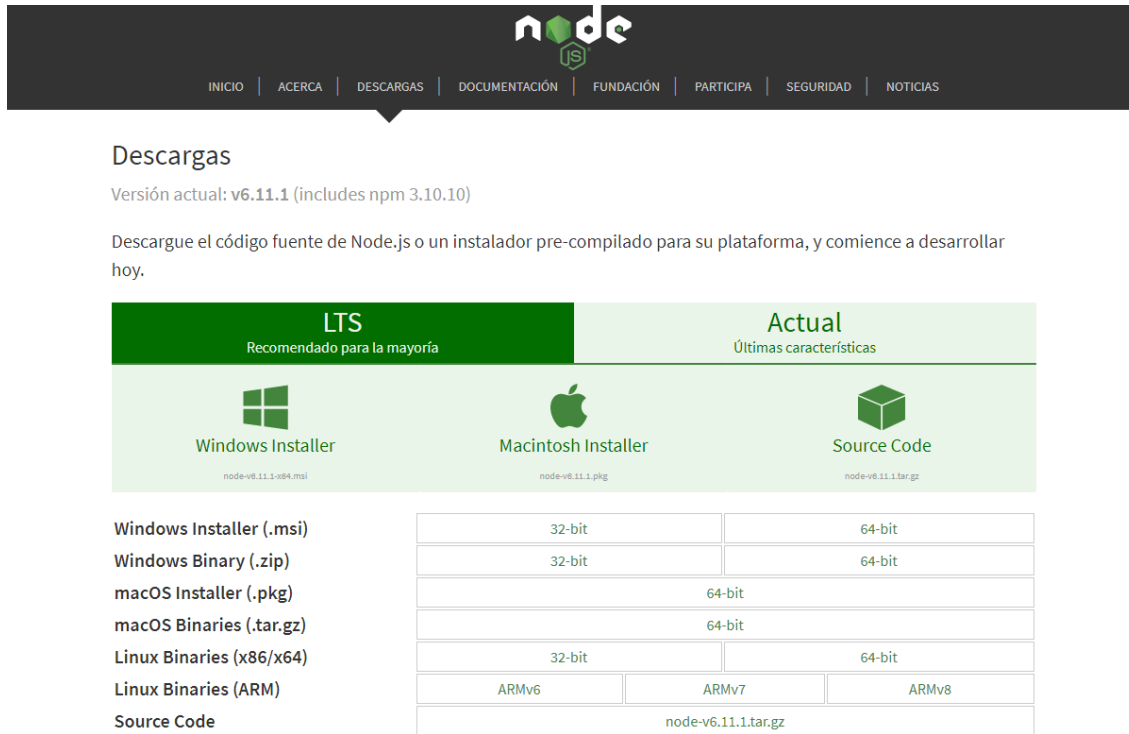 node
JS
INICIO | ACERCA | DESCARGAS | DOCUMENTACIÓN | FUNDACIÓN | PARTICIPA | SEGURIDAD | NOTICIAS
Descargas
Versión actual: v6.11.1 (includes npm 3.10.10)
Descargue el código fuente de Node.js o un instalador pre-compilado para su plataforma, y comience a desarrollar
hoy.
LTS Actual
Recomendado para la mayoría Últimas características
Windows Installer Macintosh Installer Source Code
node-v6.11.1-x64.msi node-v6.11.1.pkg node-v6.11.1.tar.gz
Windows Installer (.msi) 32-bit 64-bit
Windows Binary (.zip) 32-bit 64-bit
macOS Installer (.pkg) 64-bit
macOS Binaries (.tar.gz) 64-bit
Linux Binaries (x86/x64) 32-bit 64-bit
Linux Binaries (ARM) ARMv6 ARMv7 ARMv8
Source Code node-v6.11.1.tar.gz